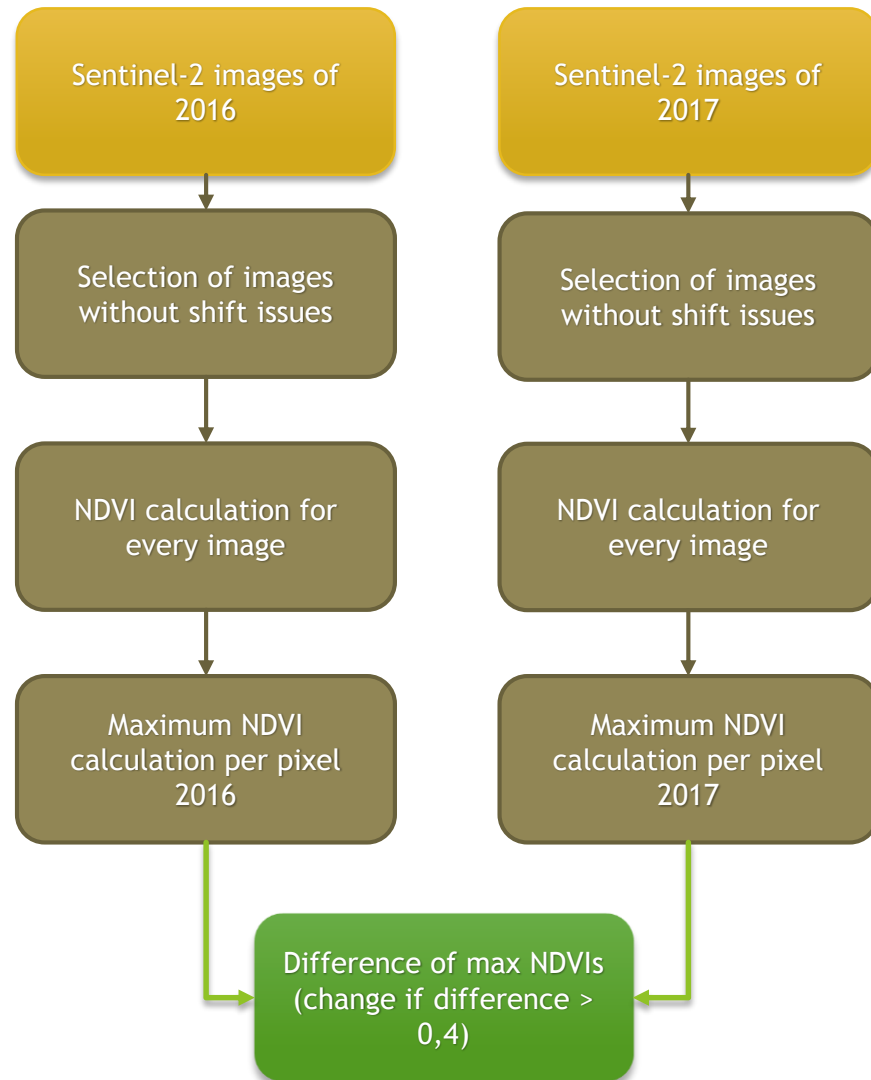 Sentinel-2 images of
2016
Sentinel-2 images of
2017
Selection of images
without shift issues
Selection of images
without shift issues
NDVI calculation for
every image
NDVI calculation for
every image
Maximum NDVI
calculation per pixel
2016
Maximum NDVI
calculation per pixel
2017
Difference of max NDVIs
(change if difference >
0,4)